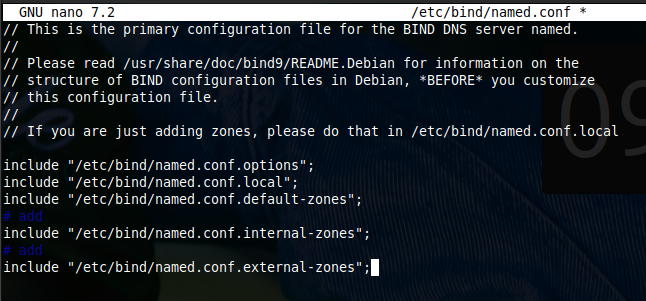 GNU nano 7.2 /etc/bind/named.conf *
// This is the primary configuration file for the BIND DNS server named.
//
// Please read /usr/share/doc/bind9/README.Debian for information on the
// structure of BIND configuration files in Debian, *BEFORE* you customize
// this configuration file.
//
// If you are just adding zones, please do that in /etc/bind/named.conf.local
include "/etc/bind/named.conf.options";
include "/etc/bind/named.conf.local";
include "/etc/bind/named.conf.default-zones";
# add
include "/etc/bind/named.conf.internal-zones";
# add
include "/etc/bind/named.conf.external-zones";
09